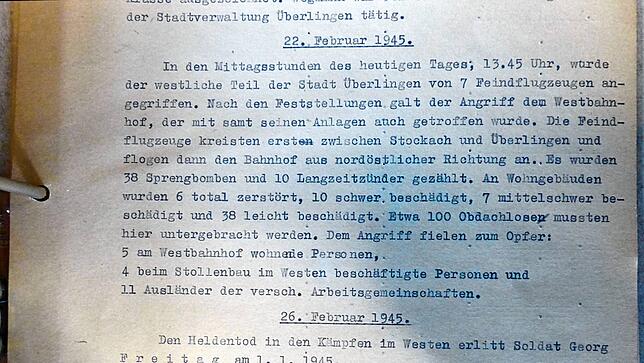 der Stadtverwaltung Überlingen tätig.
22. Februar 1945.
In den Mittagsstunden des heutigen Tages, 13.45 Uhr, wurde
der westliche Teil der Stadt Überlingen von 7 Feindflugzeugen an-
gegriffen. Nach den Feststellungen galt der Angriff dem Westbahn-
hof, der mit samt seinen Anlagen auch getroffen wurde. Die Feind-
flugzeuge kreisten ersten zwischen Stockach und Überlingen und
flogen dann den Bahnhof aus nordöstlicher Richtung an. Es wurden
38 Sprengbomben und 10 Langzeitzünder gezählt. An Wohngebäuden
wurden 6 total zerstört, 10 schwer beschädigt, 7 mittelschwer be-
schädigt und 38 leicht beschädigt. Etwa 100 Obdachlose mussten
hier untergebracht werden. Dem Angriff fielen zum Opfer:
5 am Westbahnhof wohnende Personen,
4 beim Stollenbau im Westen beschäftigte Personen und
11 Ausländer der versch. Arbeitsgemeinschaften.
26. Februar 1945.
Den Heldentod in den Kämpfen im Westen erlitt Soldat Georg
Freitag am 1. 1. 1945